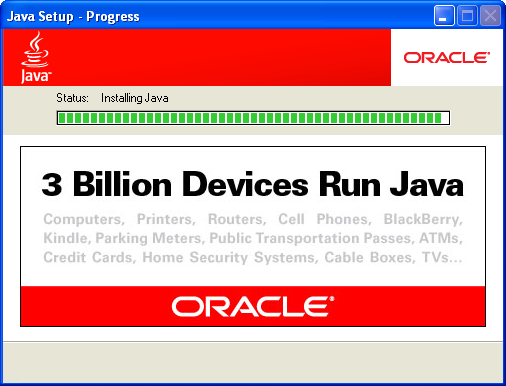 Java Setup - Progress
Java™
ORACLE®
Status: Installing Java
3 Billion Devices Run Java
Computers, Printers, Routers, Cell Phones, BlackBerry,
Kindle, Parking Meters, Public Transportation Passes, ATMs,
Credit Cards, Home Security Systems, Cable Boxes, TVs...
ORACLE®